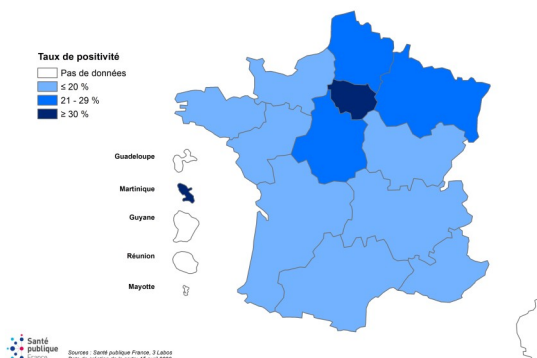 Taux de positivité
Pas de données
≤ 20 %
21 - 29 %
≥ 30 %
Guadeloupe
Martinique
Guyane
Réunion
Mayotte
Santé
publique
France
Sources : Santé publique France, 3 Labos